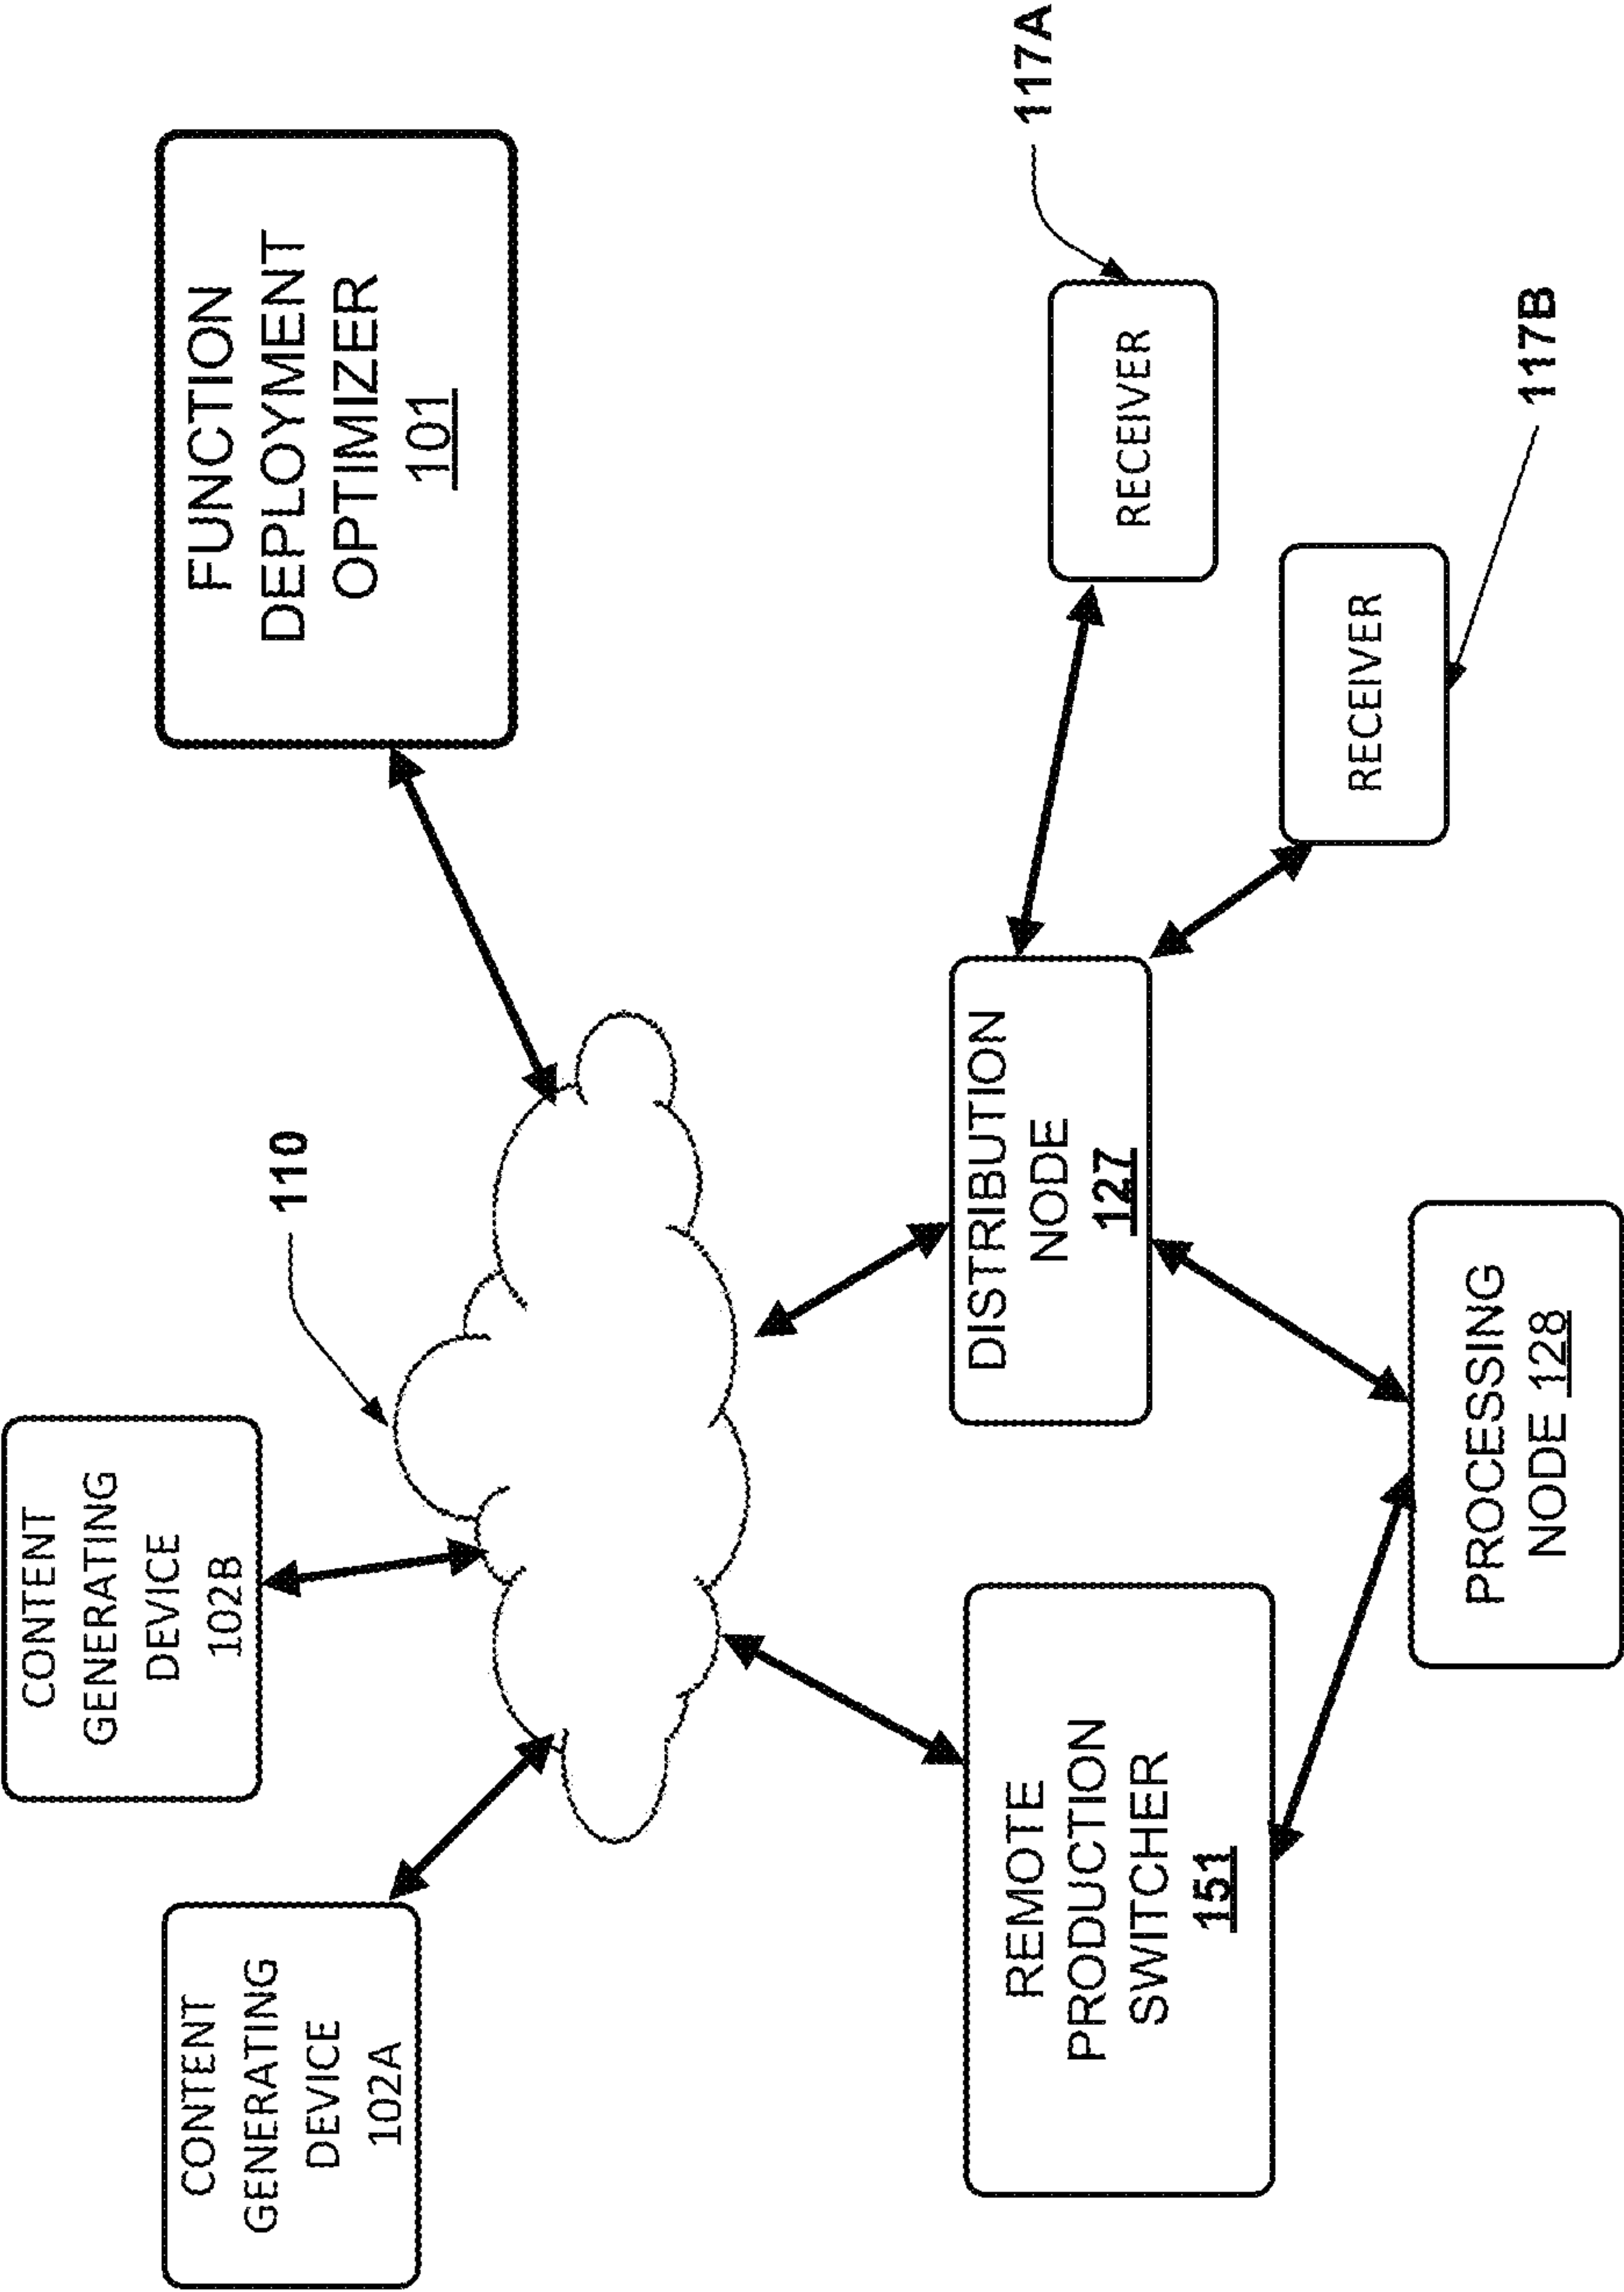 CONTENT
GENERATING
DEVICE
102A
CONTENT
GENERATING
DEVICE
102B
110
FUNCTION
DEPLOYMENT
OPTIMIZER
101
REMOTE
PRODUCTION
SWITCHER
151
DISTRIBUTION
NODE
127
PROCESSING
NODE 128
RECEIVER
117A
RECEIVER
117B